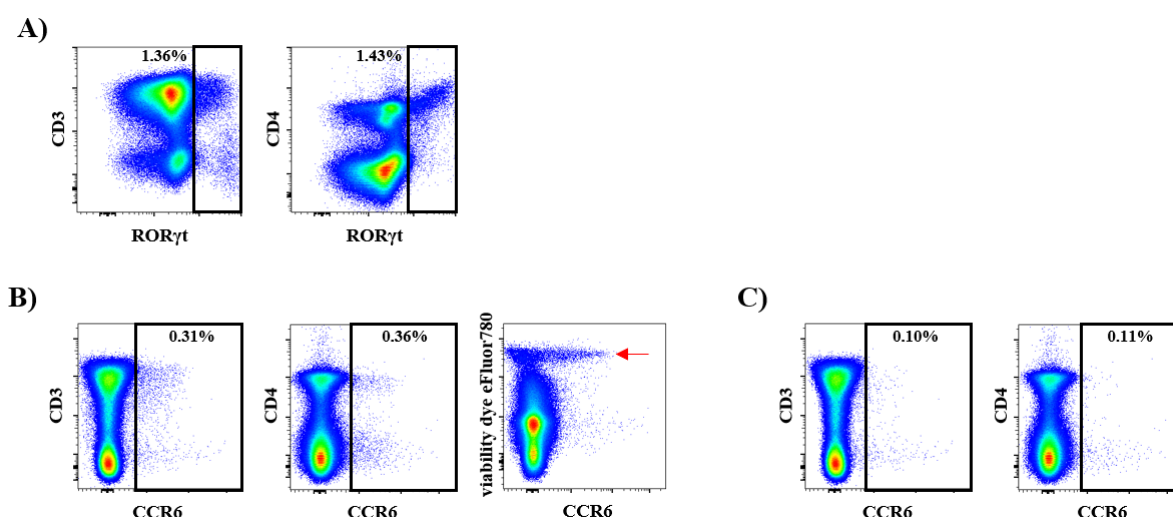 A)
1.36%
CD3
RORγt
1.43%
CD4
RORγt
B)
0.31%
CD3
CCR6
0.36%
CD4
CCR6
viability dye eFluor780
CCR6
C)
0.10%
CD3
CCR6
0.11%
CD4
CCR6